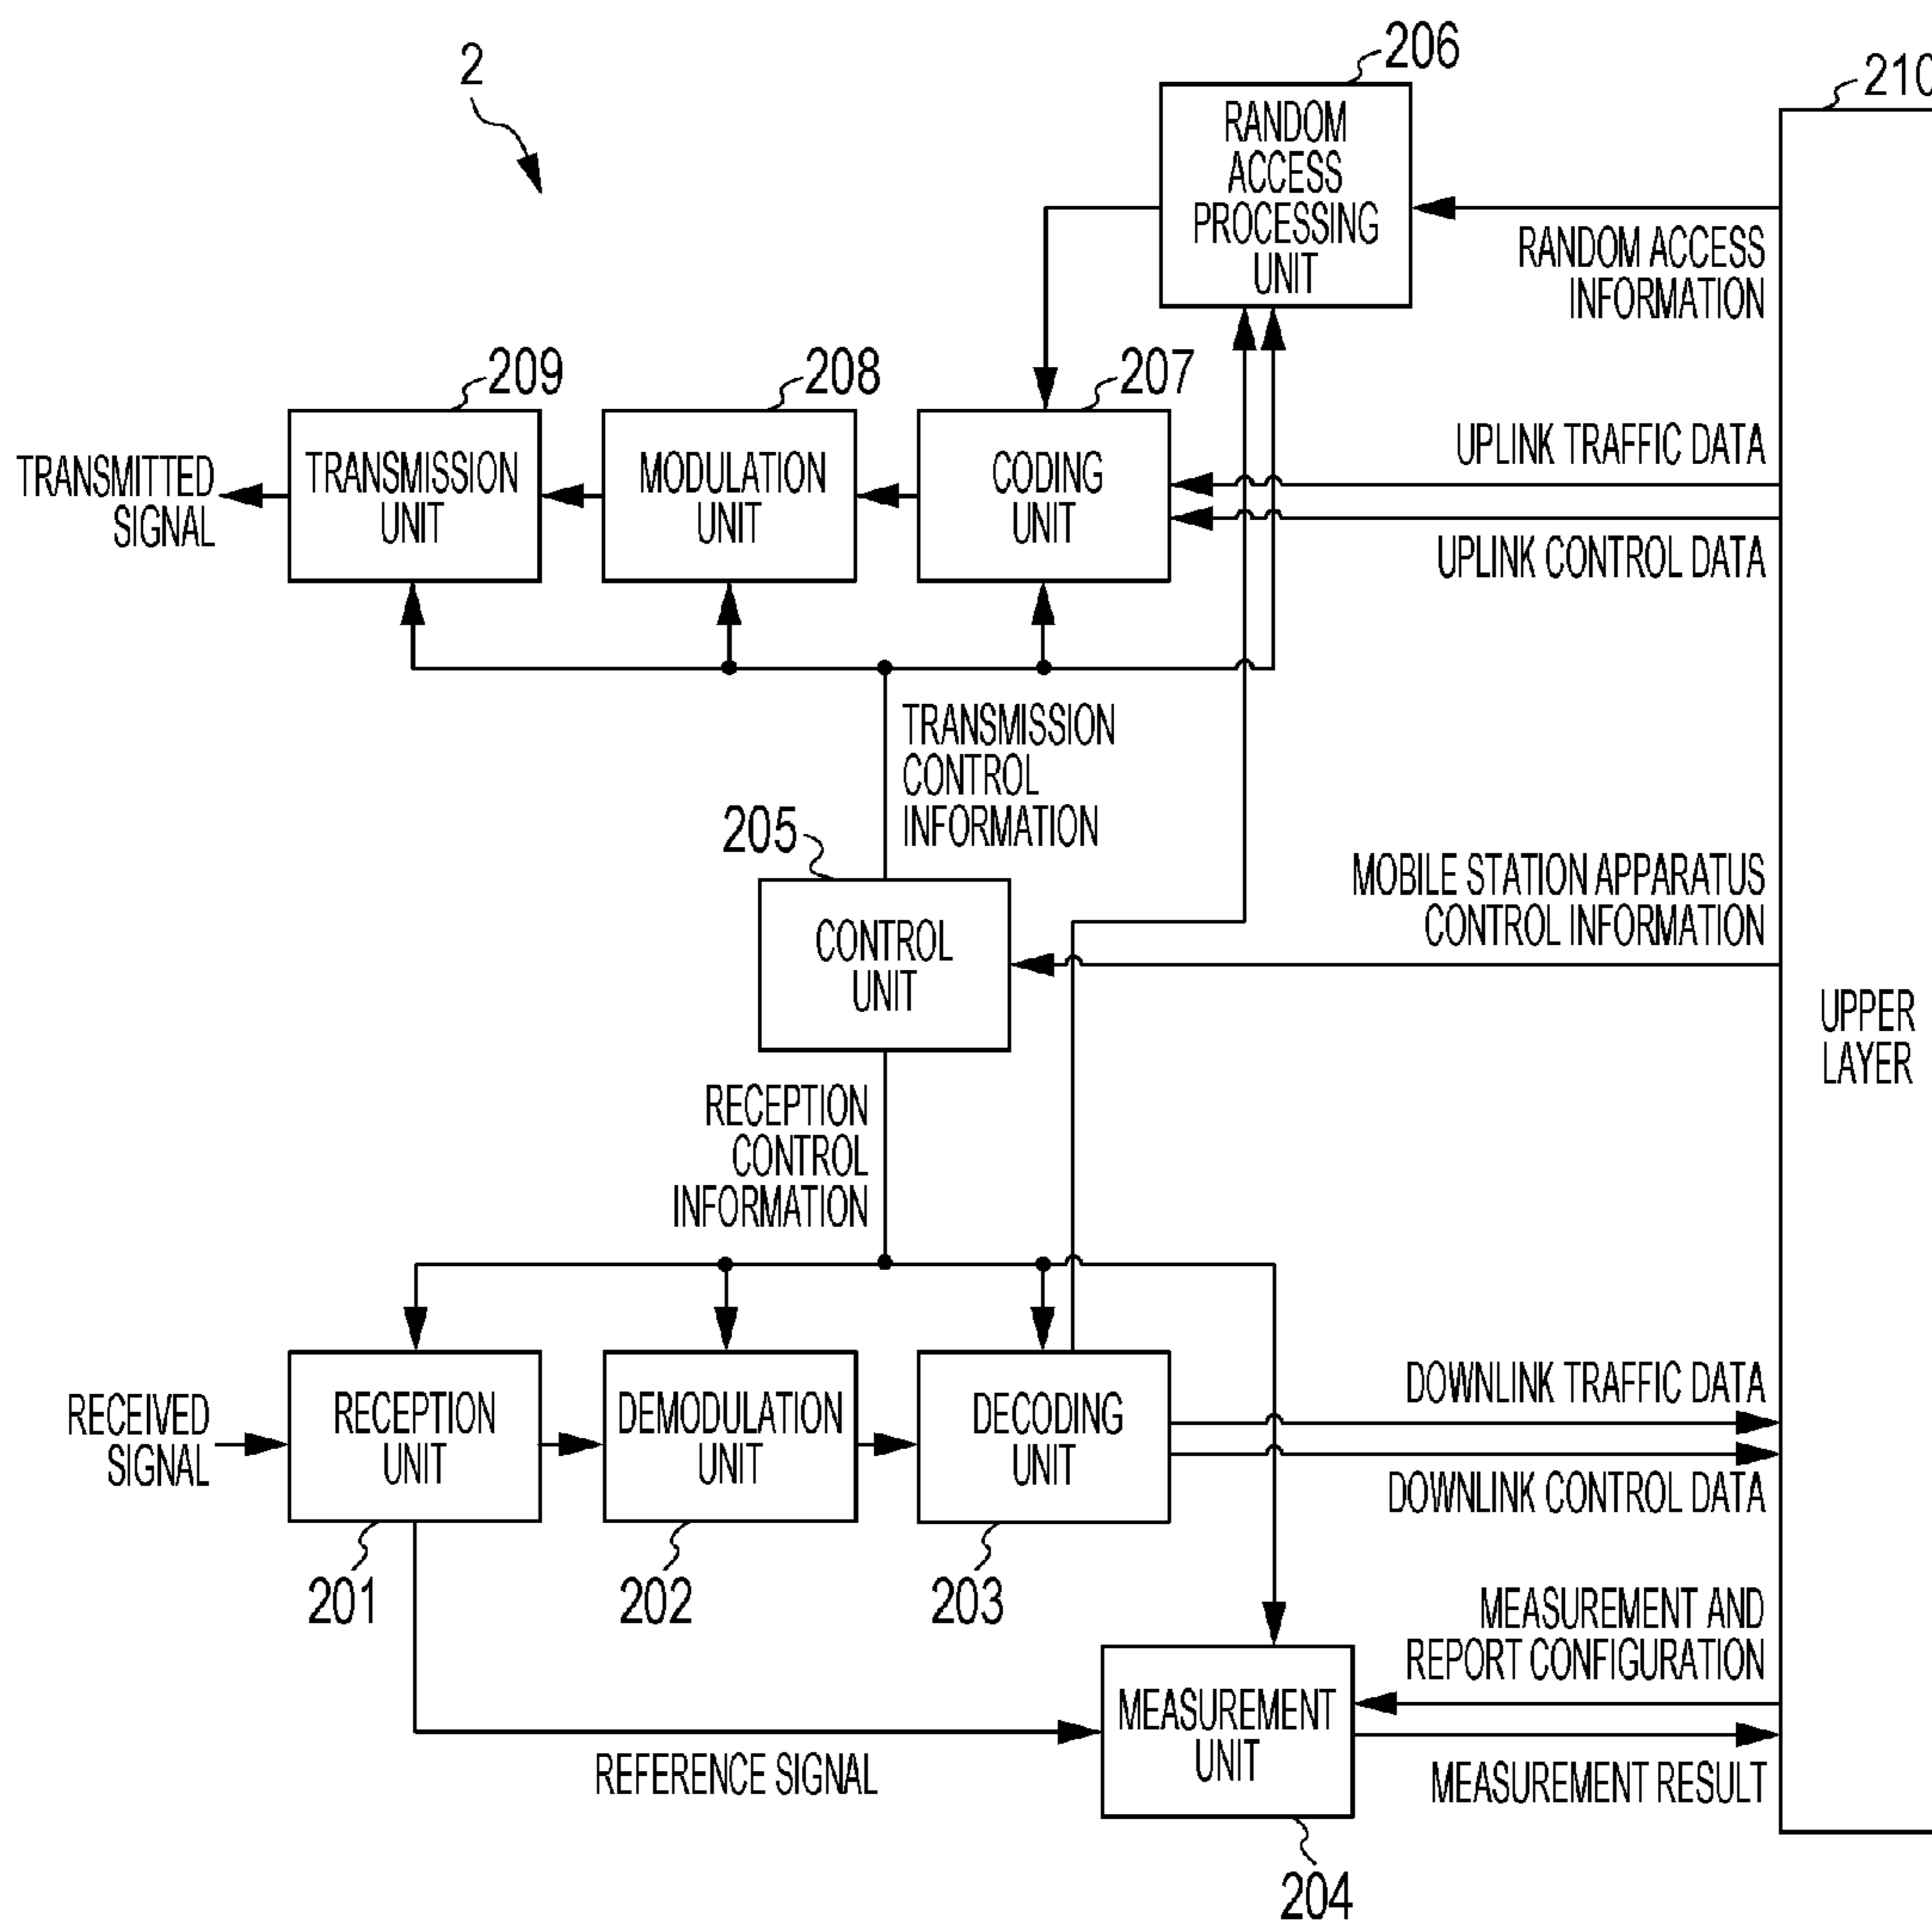 2
206
210
RANDOM
ACCESS
PROCESSING
UNIT
RANDOM ACCESS
INFORMATION
209
208
207
TRANSMITTED
SIGNAL
TRANSMISSION
UNIT
MODULATION
UNIT
CODING
UNIT
UPLINK TRAFFIC DATA
UPLINK CONTROL DATA
TRANSMISSION
CONTROL
INFORMATION
205
CONTROL
UNIT
MOBILE STATION APPARATUS
CONTROL INFORMATION
UPPER
LAYER
RECEPTION
CONTROL
INFORMATION
RECEIVED
SIGNAL
RECEPTION
UNIT
DEMODULATION
UNIT
DECODING
UNIT
DOWNLINK TRAFFIC DATA
DOWNLINK CONTROL DATA
201
202
203
MEASUREMENT AND
REPORT CONFIGURATION
MEASUREMENT
UNIT
REFERENCE SIGNAL
MEASUREMENT RESULT
204